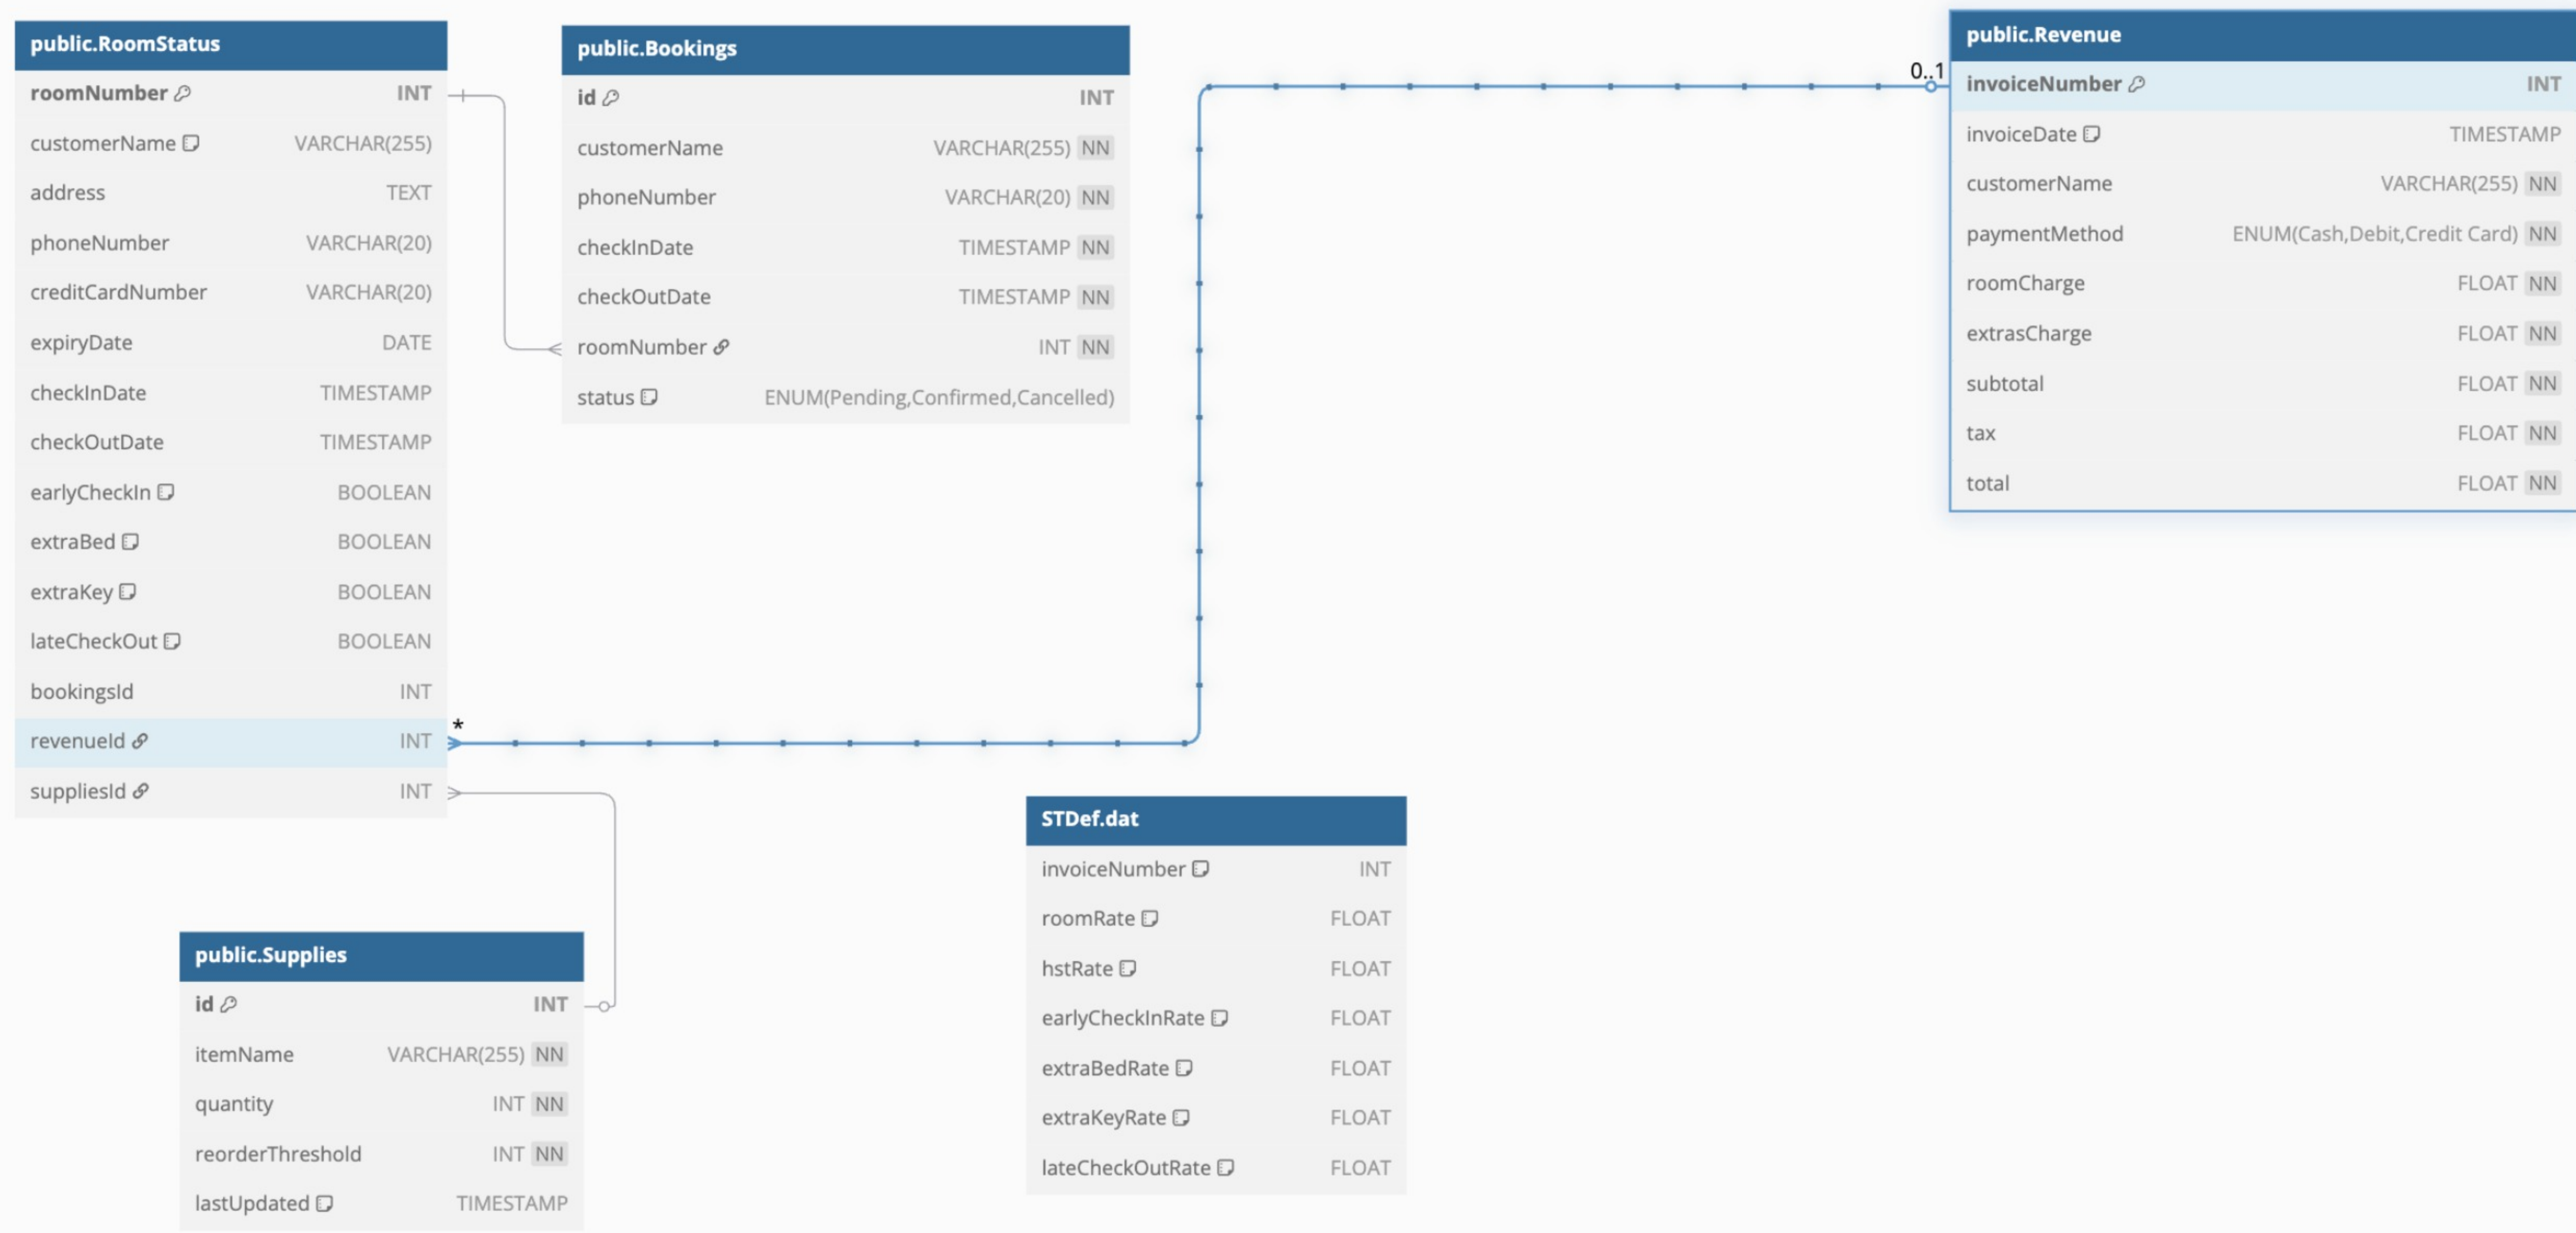 public.RoomStatus
roomNumber INT
customerName VARCHAR(255)
address TEXT
phoneNumber VARCHAR(20)
creditCardNumber VARCHAR(20)
expiryDate DATE
checkInDate TIMESTAMP
checkOutDate TIMESTAMP
earlyCheckIn BOOLEAN
extraBed BOOLEAN
extraKey BOOLEAN
lateCheckOut BOOLEAN
bookingsId INT
revenueId INT
suppliesId INT
*
public.Bookings
id INT
customerName VARCHAR(255) NN
phoneNumber VARCHAR(20) NN
checkInDate TIMESTAMP NN
checkOutDate TIMESTAMP NN
roomNumber INT NN
status ENUM(Pending,Confirmed,Cancelled)
0..1
public.Revenue
invoiceNumber INT
invoiceDate TIMESTAMP
customerName VARCHAR(255) NN
paymentMethod ENUM(Cash,Debit,Credit Card) NN
roomCharge FLOAT NN
extrasCharge FLOAT NN
subtotal FLOAT NN
tax FLOAT NN
total FLOAT NN
public.Supplies
id INT
itemName VARCHAR(255) NN
quantity INT NN
reorderThreshold INT NN
lastUpdated TIMESTAMP
STDef.dat
invoiceNumber INT
roomRate FLOAT
hstRate FLOAT
earlyCheckInRate FLOAT
extraBedRate FLOAT
extraKeyRate FLOAT
lateCheckOutRate FLOAT